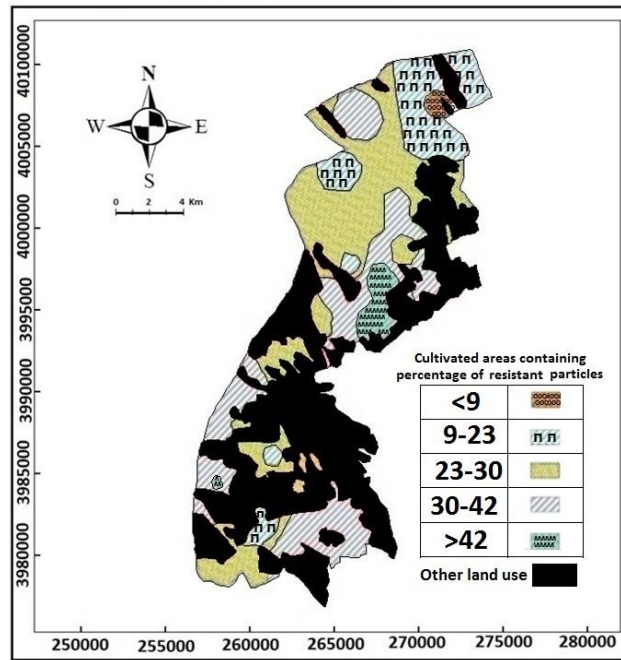 40100000
4005000
4000000
3995000
3990000
3985000
3980000
N
W E
S
0 2 4 Km
Cultivated areas containing
percentage of resistant particles
<9
9-23
23-30
30-42
>42
Other land use
250000 255000 260000 265000 270000 275000 280000